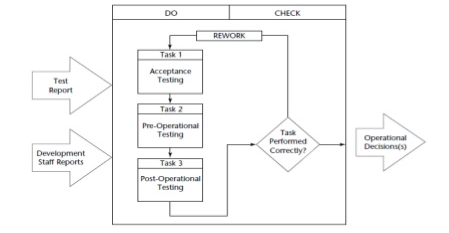 DO
CHECK
REWORK
Task 1
Acceptance
Testing
Test
Report
Task 2
Pre-Operational
Testing
Task
Performed
Correctly?
Operational
Decisions(s)
Development
Staff Reports
Task 3
Post-Operational
Testing